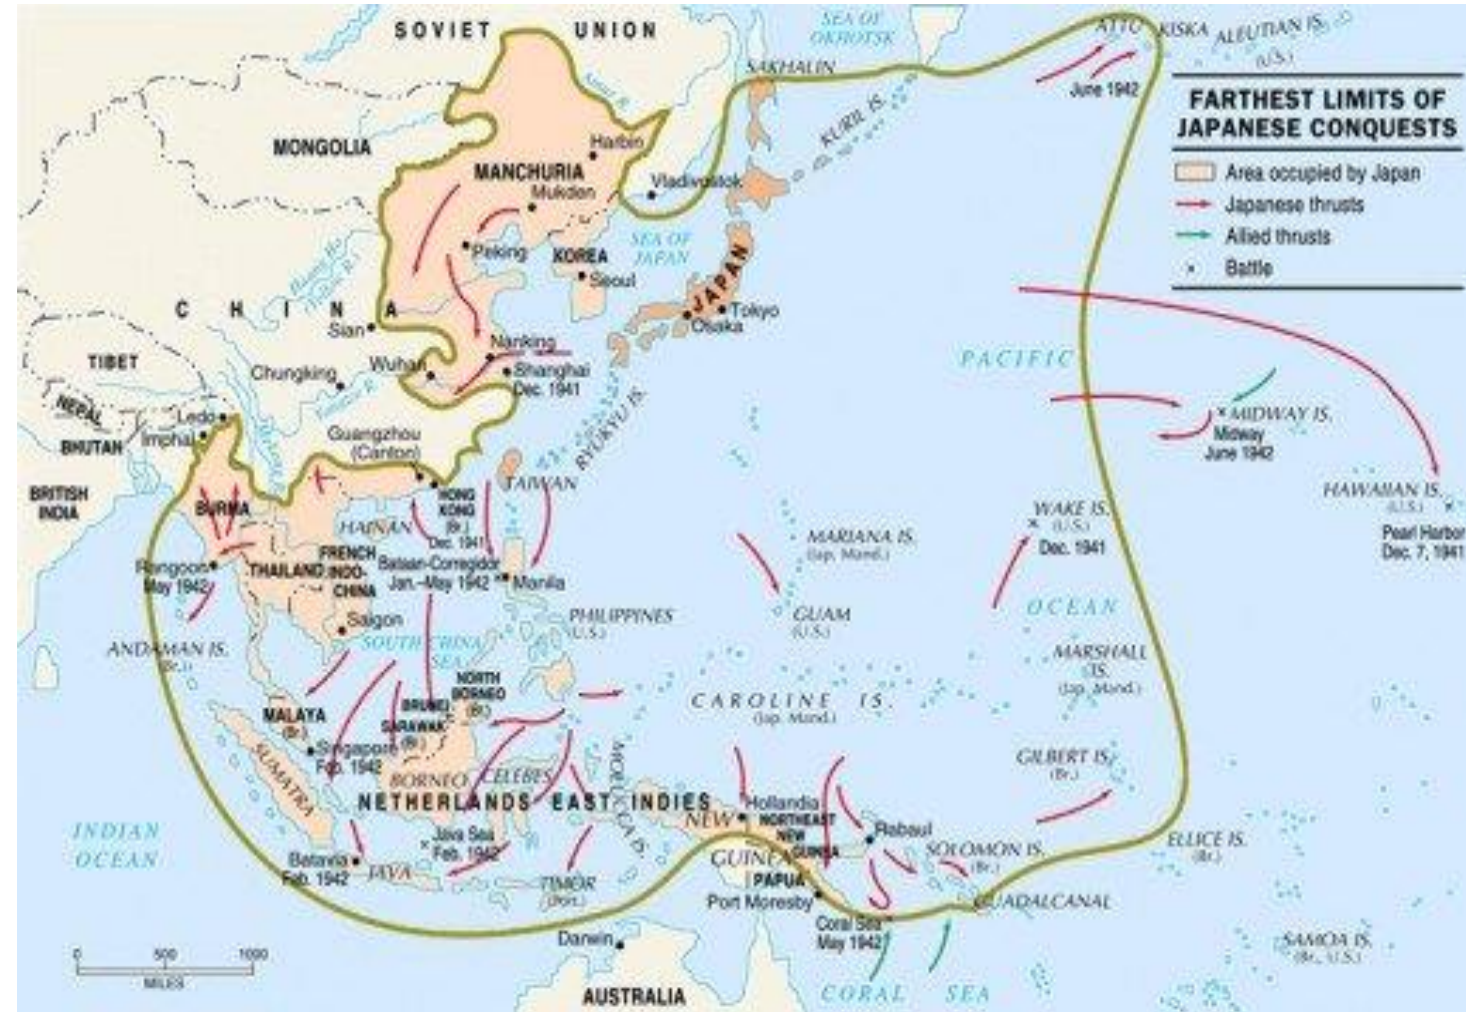 SOVIET UNION
SEA OF
OKHOTSK
ATTU
KISKA
ALEUTIAN IS.
(U.S.)
June 1942
SAKHALIN
Amur R.
KURIL IS.
FARTHEST LIMITS OF
JAPANESE CONQUESTS
Area occupied by Japan
Japanese thrusts
Allied thrusts
Battle
MONGOLIA
Harbin
MANCHURIA
Mukden
Vladivostok
SEA OF
JAPAN
Peking
KOREA
Seoul
JAPAN
Tokyo
Osaka
CHINA
Sian
Nanking
Wuhan
Shanghai
Dec. 1941
Chungking
TIBET
NEPAL
BHUTAN
Ledo
Imphal
BRITISH
INDIA
Guangzhou
(Canton)
RYUKYU IS.
TAIWAN
HONG
KONG
(Br.)
Dec. 1941
HAINAN
BURMA
PACIFIC
MIDWAY IS.
Midway
June 1942
HAWAIIAN IS.
(U.S.)
Pearl Harbor
Dec. 7, 1941
WAKE IS.
(U.S.)
Dec. 1941
MARIANA IS.
(Jap. Mand.)
Rangoon
May 1942
THAILAND
FRENCH
INDO-
CHINA
Bataan-Corregidor
Jan.–May 1942
Manila
PHILIPPINES
(U.S.)
GUAM
(U.S.)
OCEAN
Saigon
SOUTH CHINA
SEA
ANDAMAN IS.
(Br.)
MARSHALL
IS.
(Jap. Mand.)
CAROLINE IS.
(Jap. Mand.)
NORTH
BORNEO
(Br.)
BRUNEI
SARAWAK
(Br.)
MALAYA
(Br.)
Singapore
Feb. 1942
SUMATRA
BORNEO
CELEBES
MOLUCCA IS.
GILBERT IS.
(Br.)
NETHERLANDS EAST INDIES
Hollandia
NEW
GUINEA
NORTHEAST
NEW
GUINEA
Rabaul
SOLOMON IS.
(Br.)
ELLICE IS.
(Br.)
INDIAN
OCEAN
Java Sea
Feb. 1942
Batavia
Feb. 1942
JAVA
TIMOR
(Port.)
PAPUA
Port Moresby
GUADALCANAL
Coral Sea
May 1942
Darwin
SAMOA IS.
(Br., U.S.)
0 500 1000
MILES
AUSTRALIA
CORAL SEA